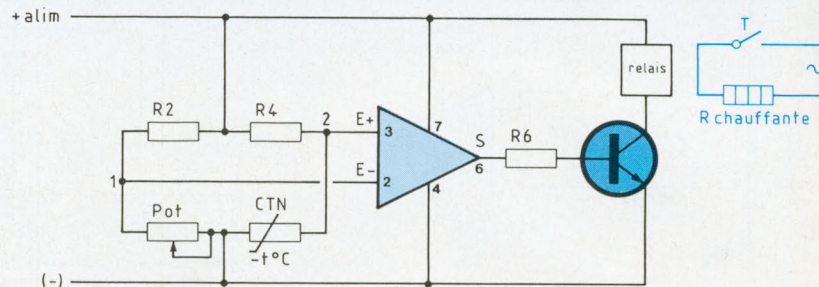 +alim
T
relais
~
R2
R4
2
E+
3
7
S
R6
R chauffante
1
E-
2
6
4
Pot
CTN
-t°C
(-)